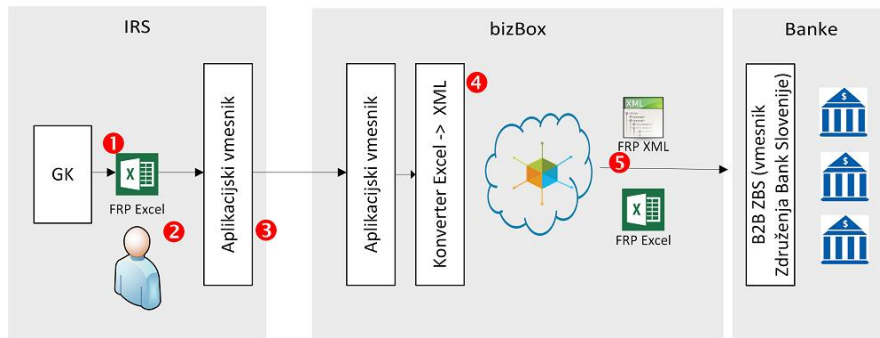 IRS
bizBox
Banke
GK
1
FRP Excel
2
Aplikacijski vmesnik
3
Aplikacijski vmesnik
Konverter Excel -> XML
4
XML
FRP XML
5
FRP Excel
B2B ZBS (vmesnik
Združenja Bank Slovenije)
$
$
$